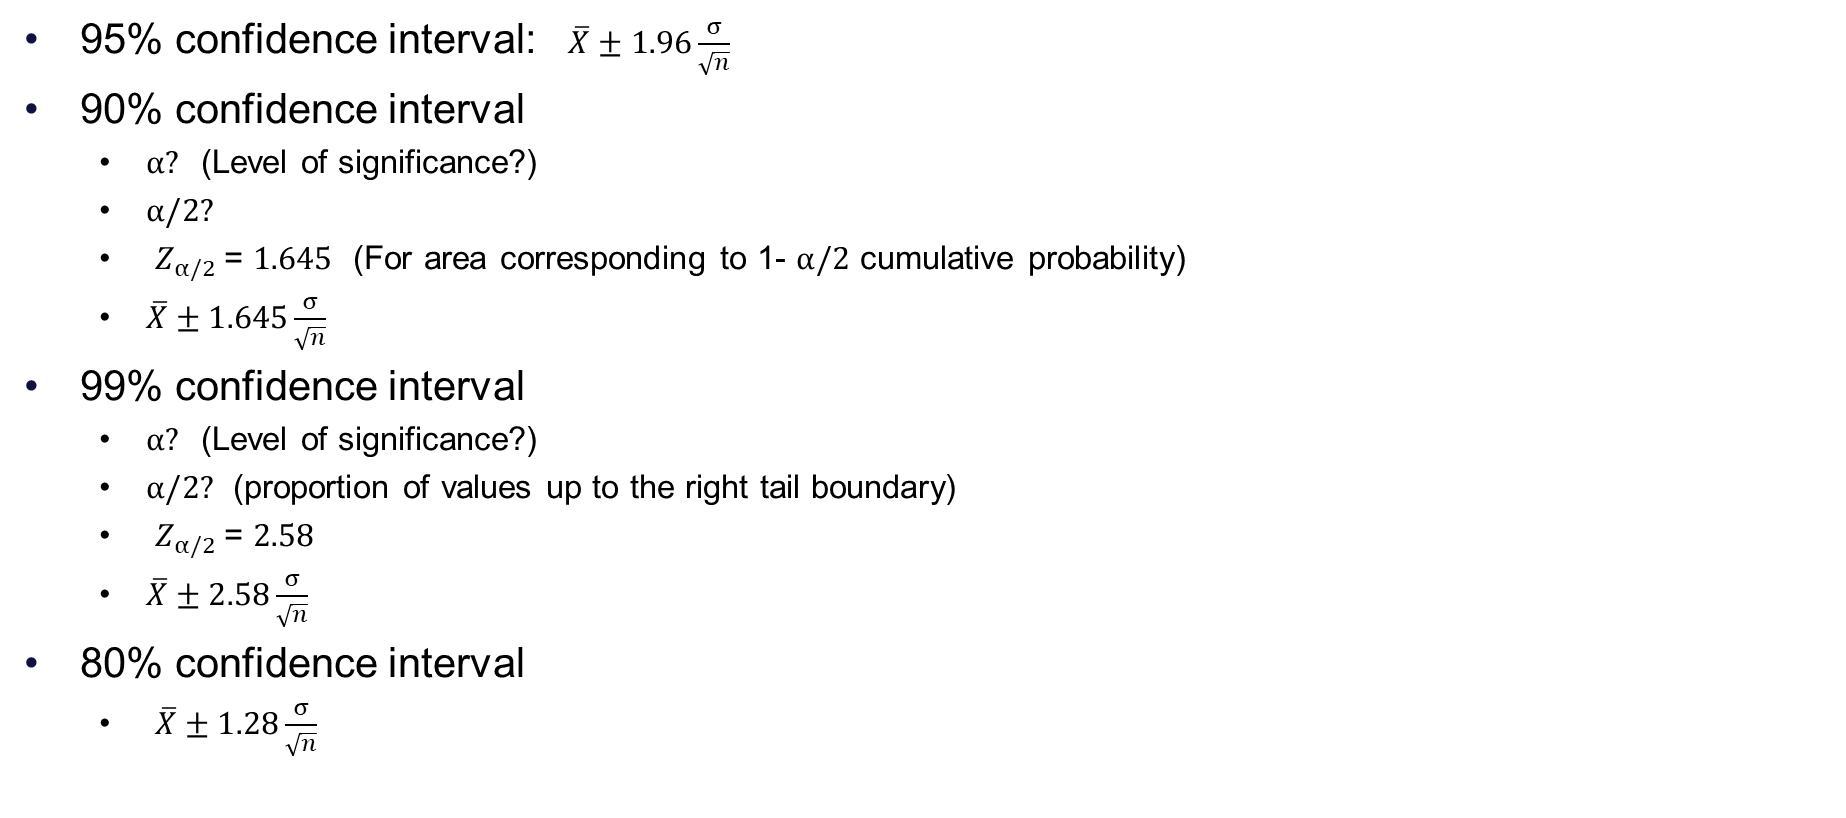 • 95% confidence interval: X̄ ± 1.96 σ/√n
• 90% confidence interval
• α? (Level of significance?)
• α/2?
• Z α/2 = 1.645 (For area corresponding to 1- α/2 cumulative probability)
• X̄ ± 1.645 σ/√n
• 99% confidence interval
• α? (Level of significance?)
• α/2? (proportion of values up to the right tail boundary)
• Z α/2 = 2.58
• X̄ ± 2.58 σ/√n
• 80% confidence interval
• X̄ ± 1.28 σ/√n